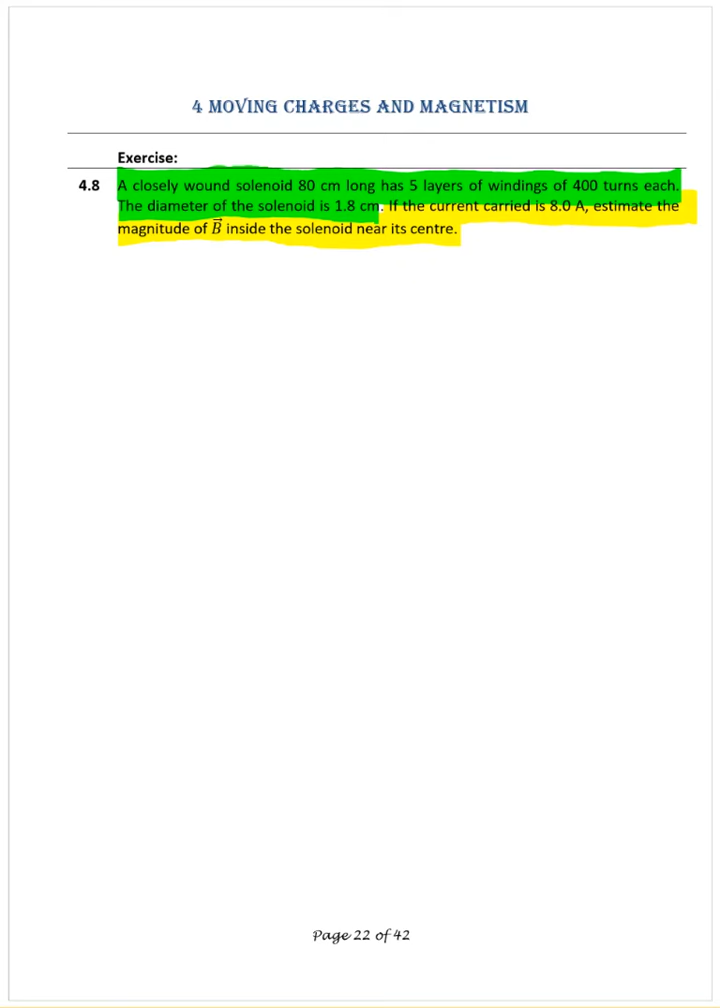 4 MOVING CHARGES AND MAGNETISM
Exercise:
4.8 A closely wound solenoid 80 cm long has 5 layers of windings of 400 turns each.
The diameter of the solenoid is 1.8 cm. If the current carried is 8.0 A, estimate the
magnitude of \(\vec{B}\) inside the solenoid near its centre.
Page 22 of 42